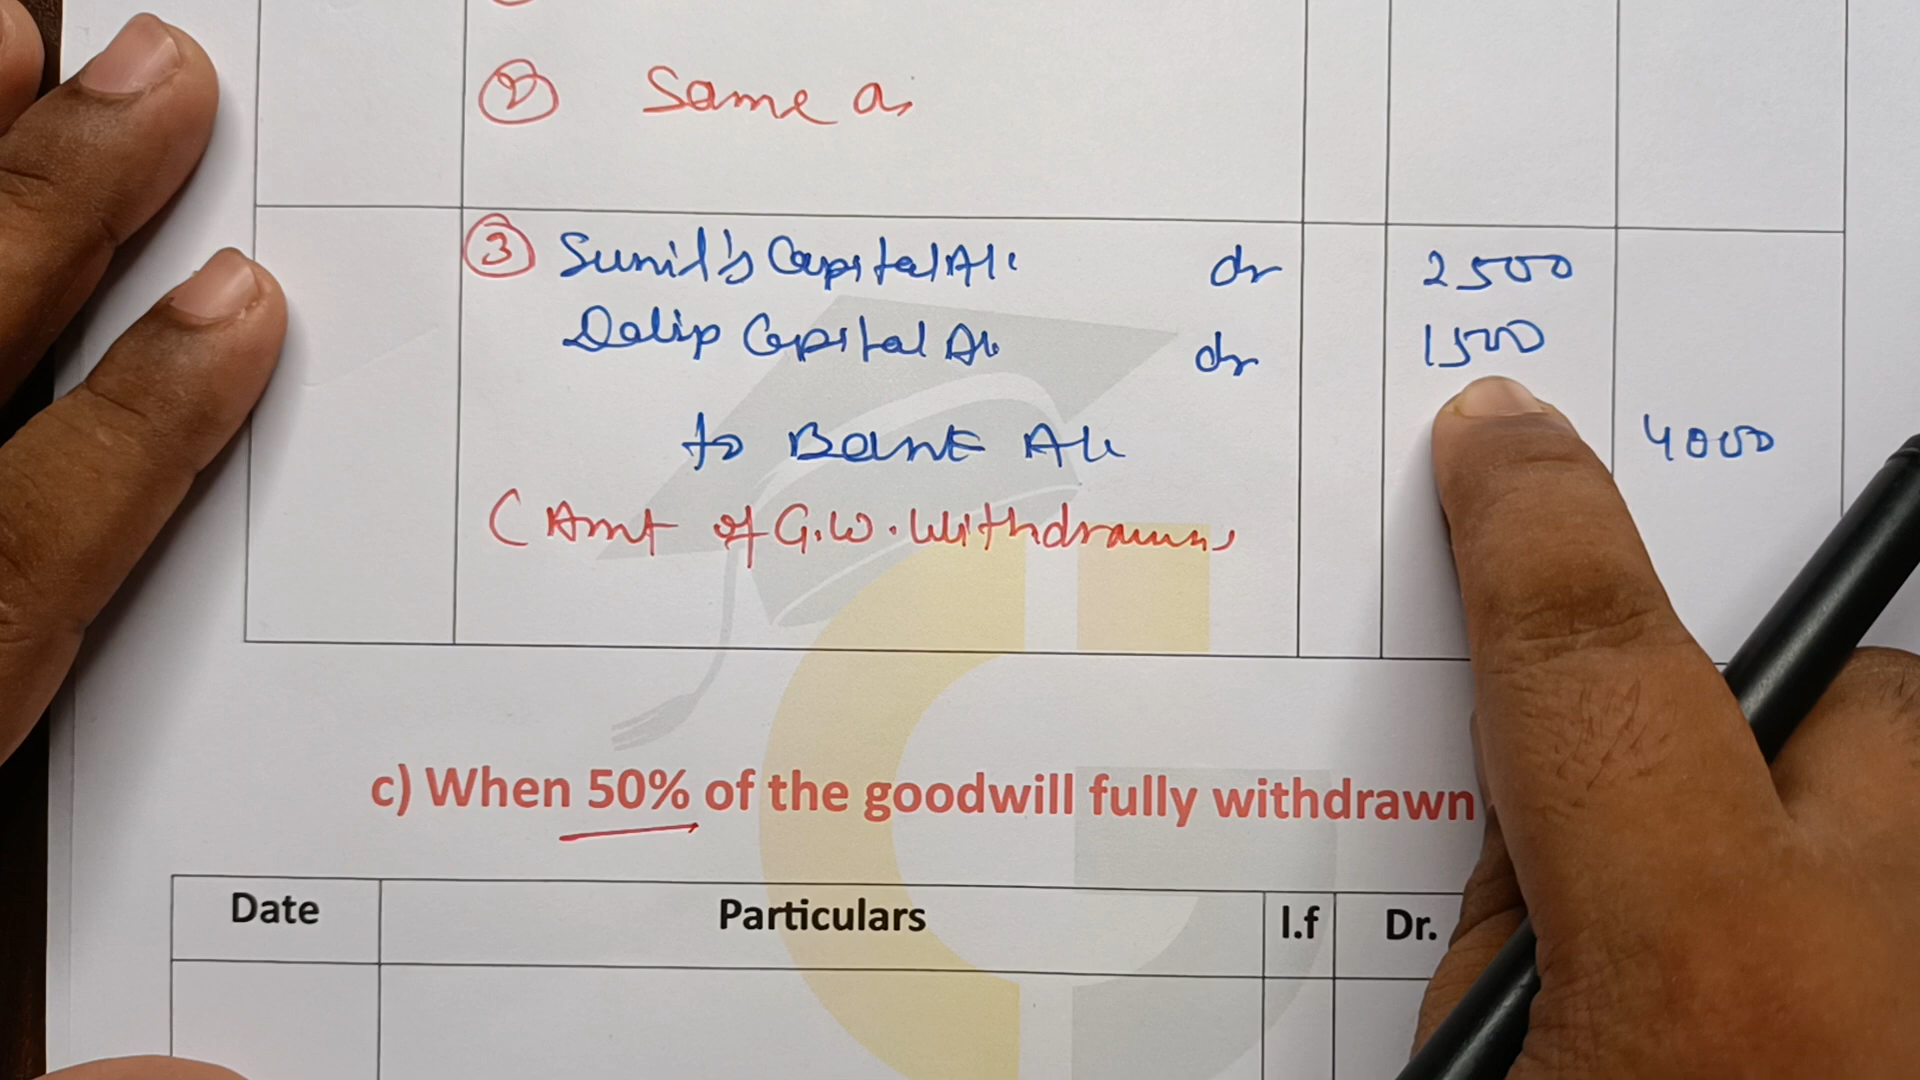 ② Same as
③ Sunil's Capital A/c dr 2500
Dalip Capital A/c dr 1500
to Bank A/c 4000
(Amt of G.W. Withdrawn)
c) When 50% of the goodwill fully withdrawn
Date Particulars l.f Dr.